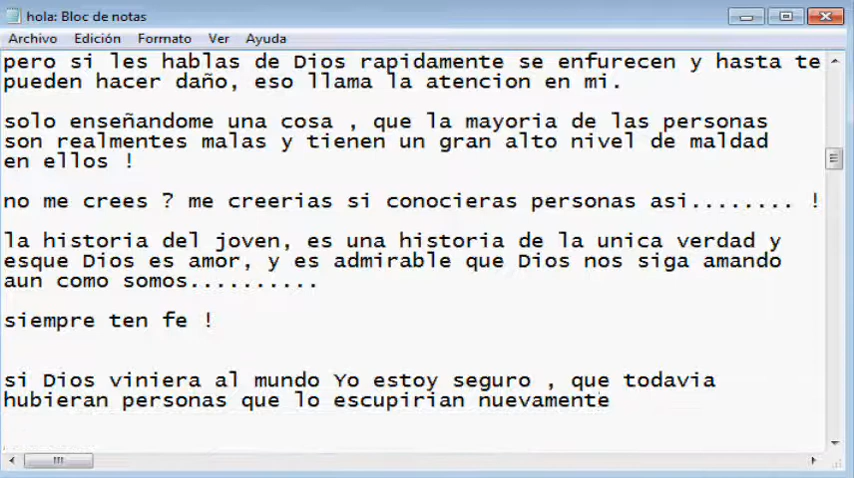 hola: Bloc de notas
Archivo Edición Formato Ver Ayuda
pero si les hablas de Dios rapidamente se enfurecen y hasta te
pueden hacer daño, eso llama la atencion en mi.
solo enseñandome una cosa , que la mayoria de las personas
son realmentes malas y tienen un gran alto nivel de maldad
en ellos !
no me crees ? me creerias si conocieras personas asi........ !
la historia del joven, es una historia de la unica verdad y
esque Dios es amor, y es admirable que Dios nos siga amando
aun como somos..........
siempre ten fe !
si Dios viniera al mundo Yo estoy seguro , que todavia
hubieran personas que lo escupirian nuevamente